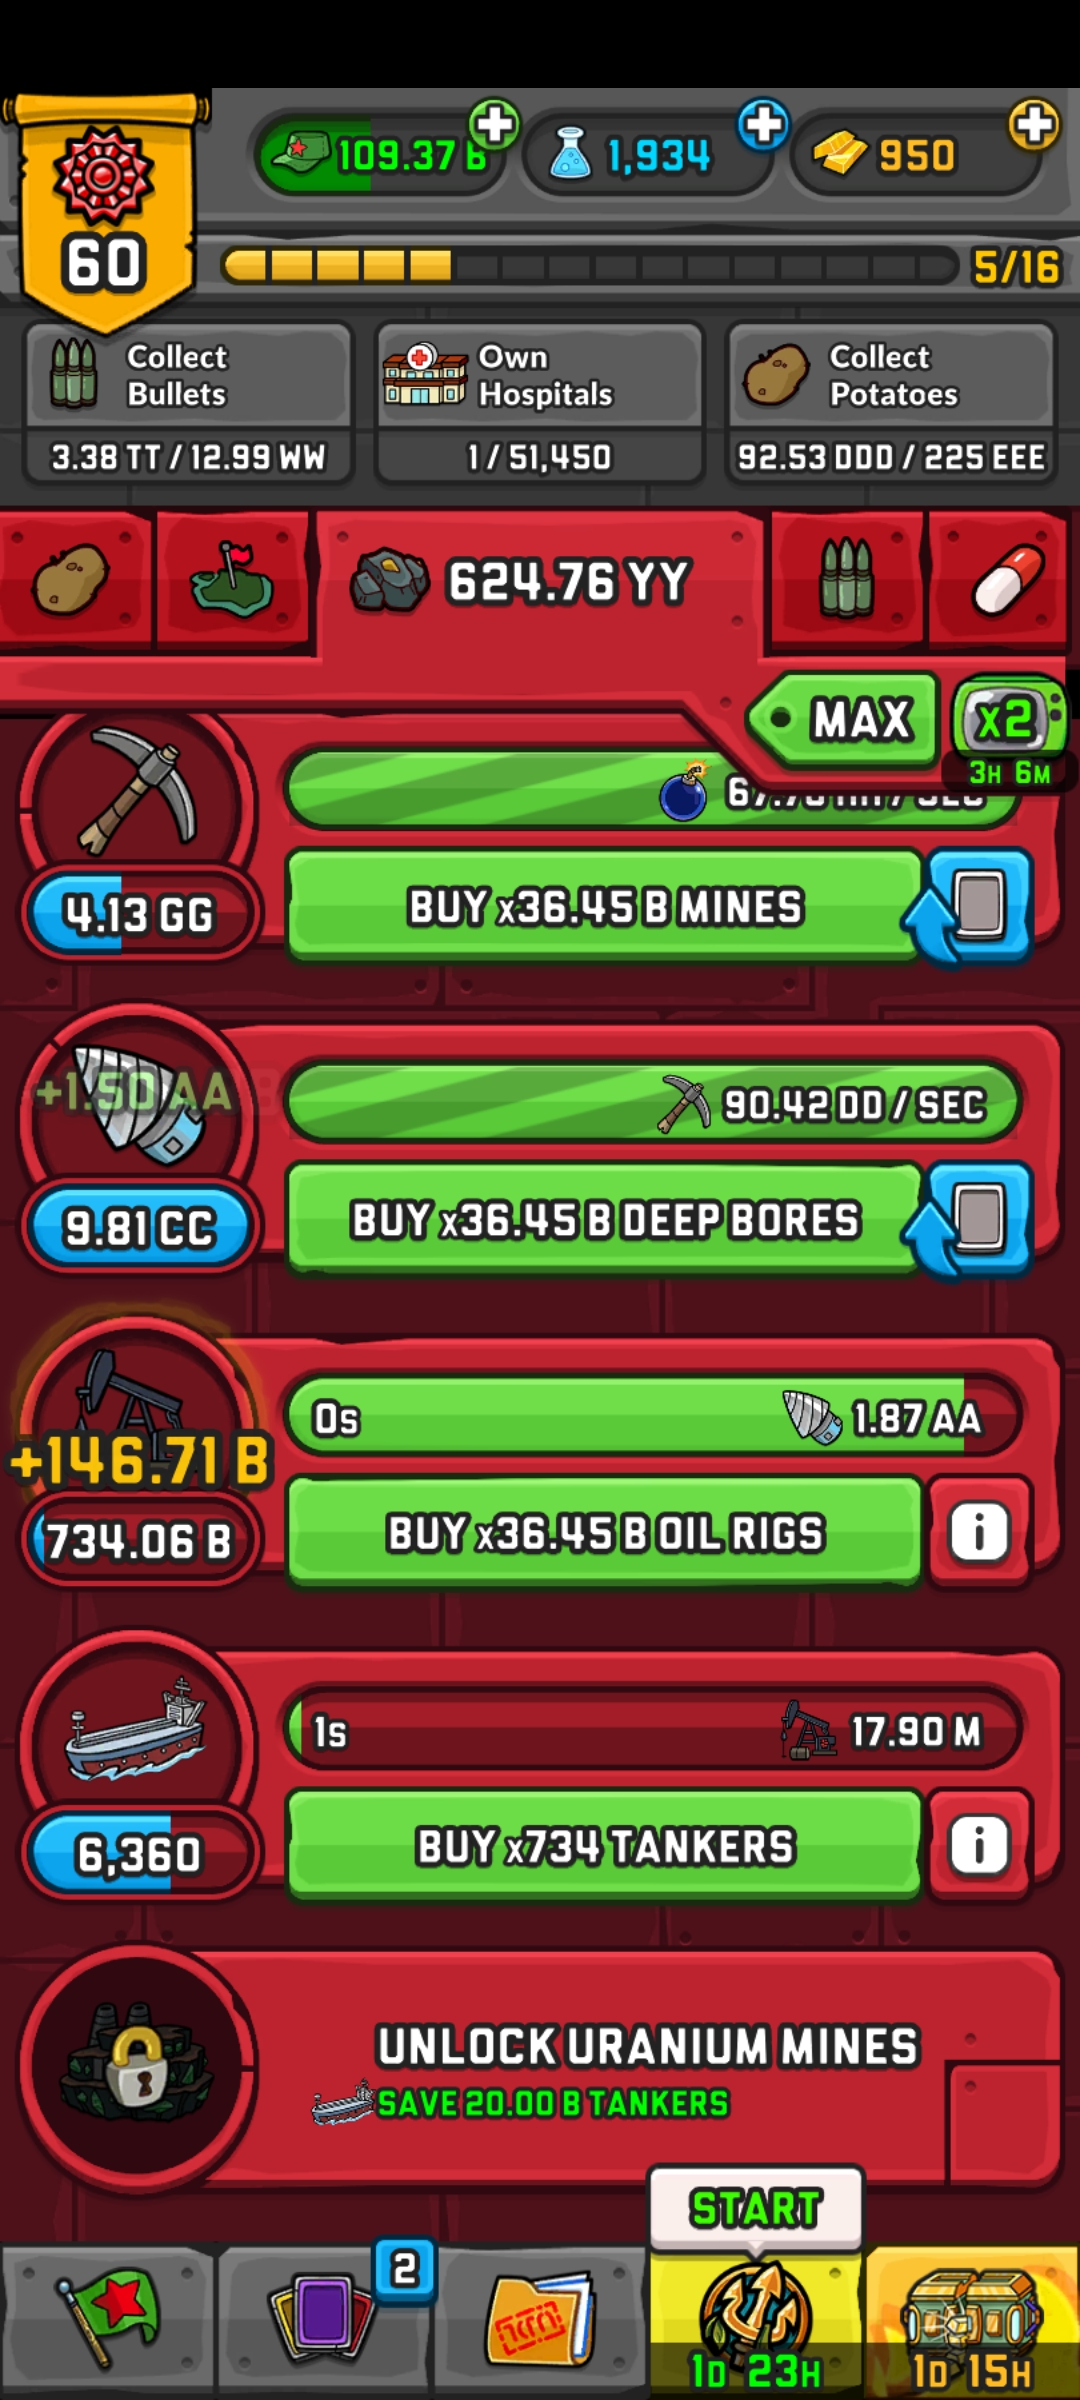 109.37 B
1,934
950
60
5/16
Collect
Bullets
3.38 TT / 12.99 WW
Own
Hospitals
1 / 51,450
Collect
Potatoes
92.53 DDD / 225 EEE
624.76 YY
MAX
x2
3H 6M
4.13 GG
BUY x36.45 B MINES
+1.50 AA
90.42 DD / SEC
9.81 CC
BUY x36.45 B DEEP BORES
0s
1.87 AA
+146.71 B
734.06 B
BUY x36.45 B OIL RIGS
i
1s
17.90 M
6,360
BUY x734 TANKERS
i
UNLOCK URANIUM MINES
SAVE 20.00 B TANKERS
START
2
1D 23H
1D 15H